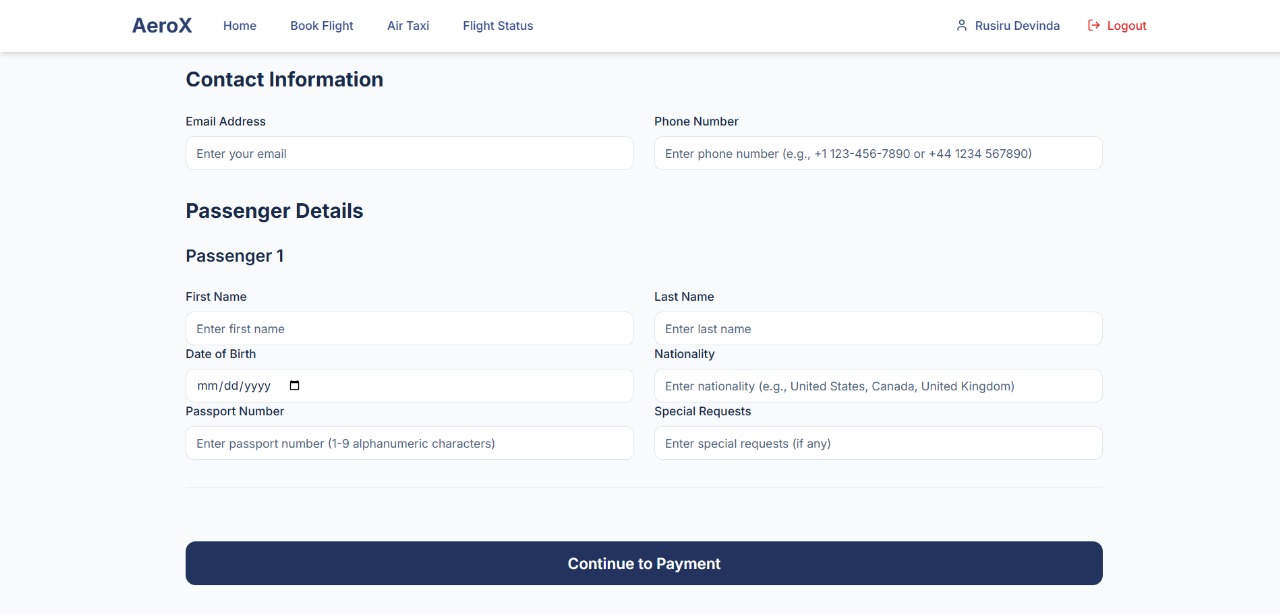 AeroX Home Book Flight Air Taxi Flight Status Rusiru Devinda Logout
Contact Information
Email Address Phone Number
Enter your email Enter phone number (e.g., +1 123-456-7890 or +44 1234 567890)
Passenger Details
Passenger 1
First Name Last Name
Enter first name Enter last name
Date of Birth Nationality
mm/dd/yyyy Enter nationality (e.g., United States, Canada, United Kingdom)
Passport Number Special Requests
Enter passport number (1-9 alphanumeric characters) Enter special requests (if any)
Continue to Payment